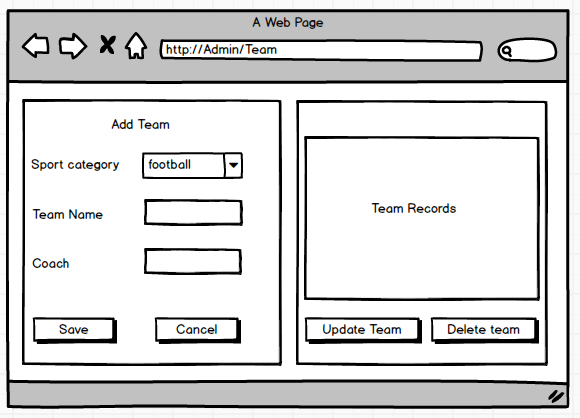 A Web Page
http://Admin/Team
Add Team
Sport category
football
Team Name
Coach
Save
Cancel
Team Records
Update Team
Delete team